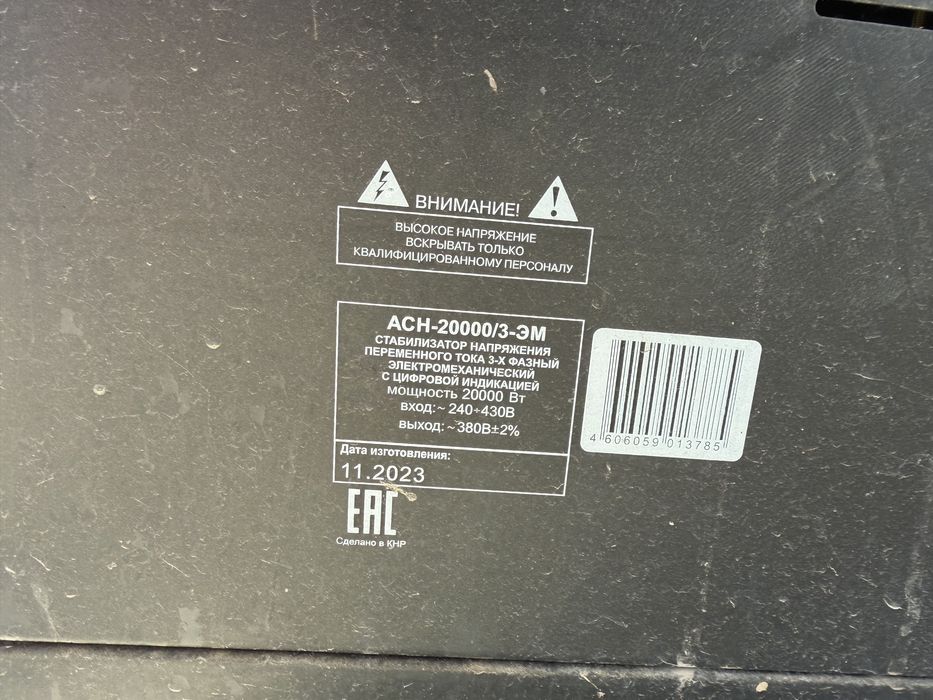 ВНИМАНИЕ!
ВЫСОКОЕ НАПРЯЖЕНИЕ
ВСКРЫВАТЬ ТОЛЬКО
КВАЛИФИЦИРОВАННОМУ ПЕРСОНАЛУ
АСН-20000/3-ЭМ
СТАБИЛИЗАТОР НАПРЯЖЕНИЯ
ПЕРЕМЕННОГО ТОКА 3-Х ФАЗНЫЙ
ЭЛЕКТРОМЕХАНИЧЕСКИЙ
С ЦИФРОВОЙ ИНДИКАЦИЕЙ
МОЩНОСТЬ 20000 Вт
ВХОД:~ 240÷430В
ВЫХОД: ~380В±2%
Дата изготовления:
11.2023
EAC
Сделано в КНР
4 606059 013785